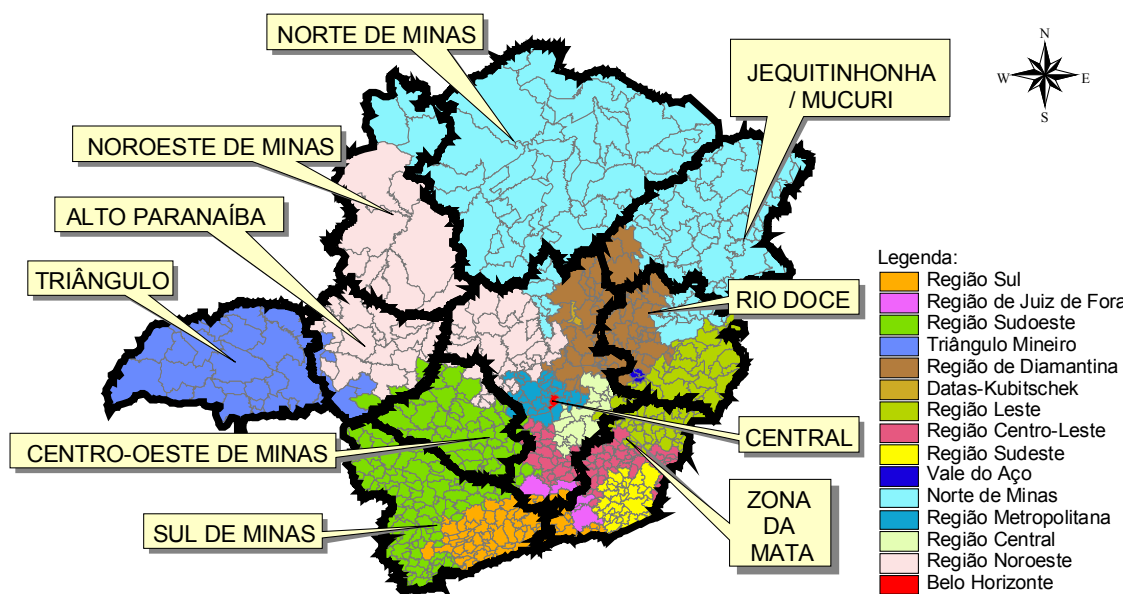 NORTE DE MINAS
JEQUITINHONHA
/ MUCURI
N
W
E
S
NOROESTE DE MINAS
ALTO PARANAÍBA
TRIÂNGULO
RIO DOCE
CENTRO-OESTE DE MINAS
CENTRAL
SUL DE MINAS
ZONA
DA
MATA
Legenda:
Região Sul
Região de Juiz de Fora
Região Sudoeste
Triângulo Mineiro
Região de Diamantina
Datas-Kubitschek
Região Leste
Região Centro-Leste
Região Sudeste
Vale do Aço
Norte de Minas
Região Metropolitana
Região Central
Região Noroeste
Belo Horizonte